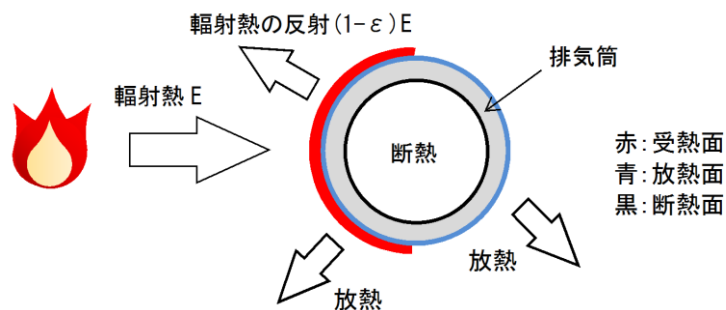 輻射熱の反射(1-ε)E
排気筒
輻射熱 E
断熱
赤:受熱面
青:放熱面
黒:断熱面
放熱
放熱